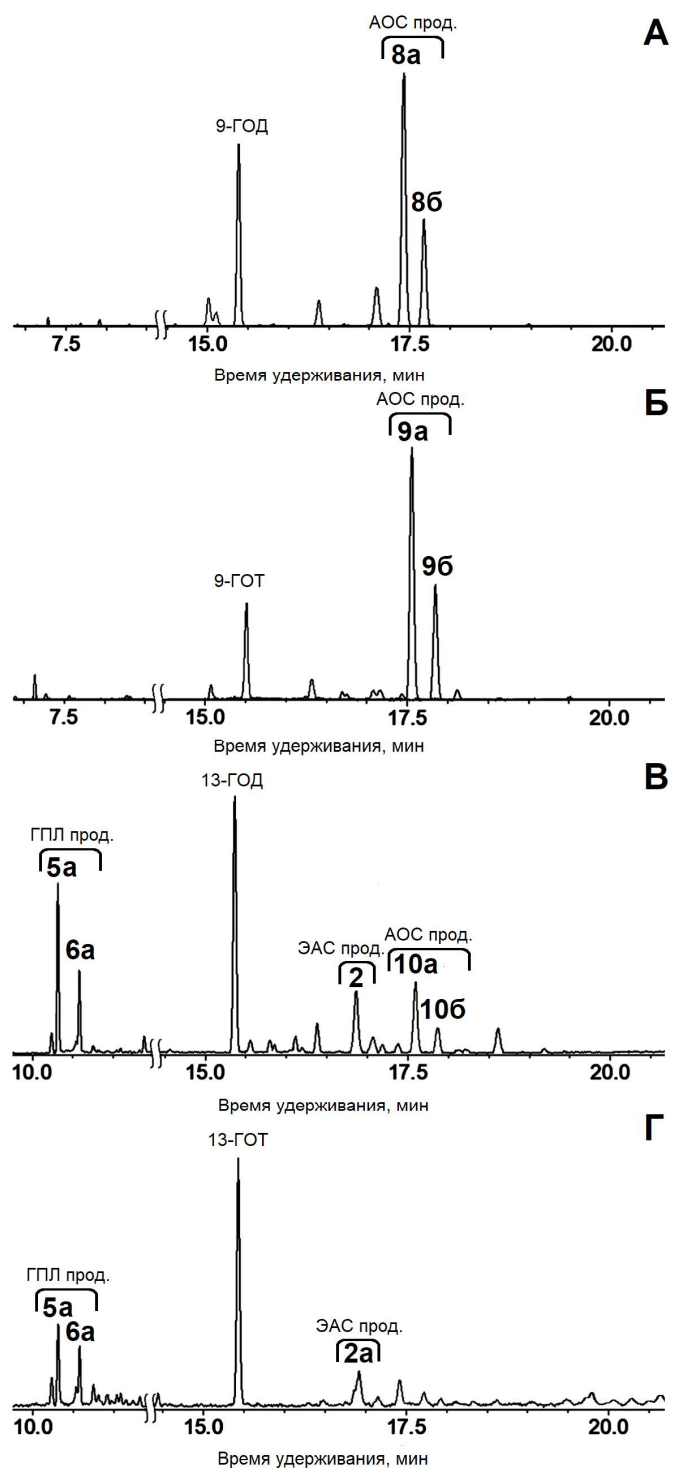 А
АОС прод.
8а
9-ГОД
8б
7.5 15.0 17.5 20.0
Время удерживания, мин
Б
АОС прод.
9а
9-ГОТ
9б
7.5 15.0 17.5 20.0
Время удерживания, мин
В
13-ГОД
ГПЛ прод.
5а
ЭАС прод. АОС прод.
6а 2 10а
10б
10.0 15.0 17.5 20.0
Время удерживания, мин
Г
13-ГОТ
ГПЛ прод.
5а 6а
ЭАС прод.
2а
10.0 15.0 17.5 20.0
Время удерживания, мин